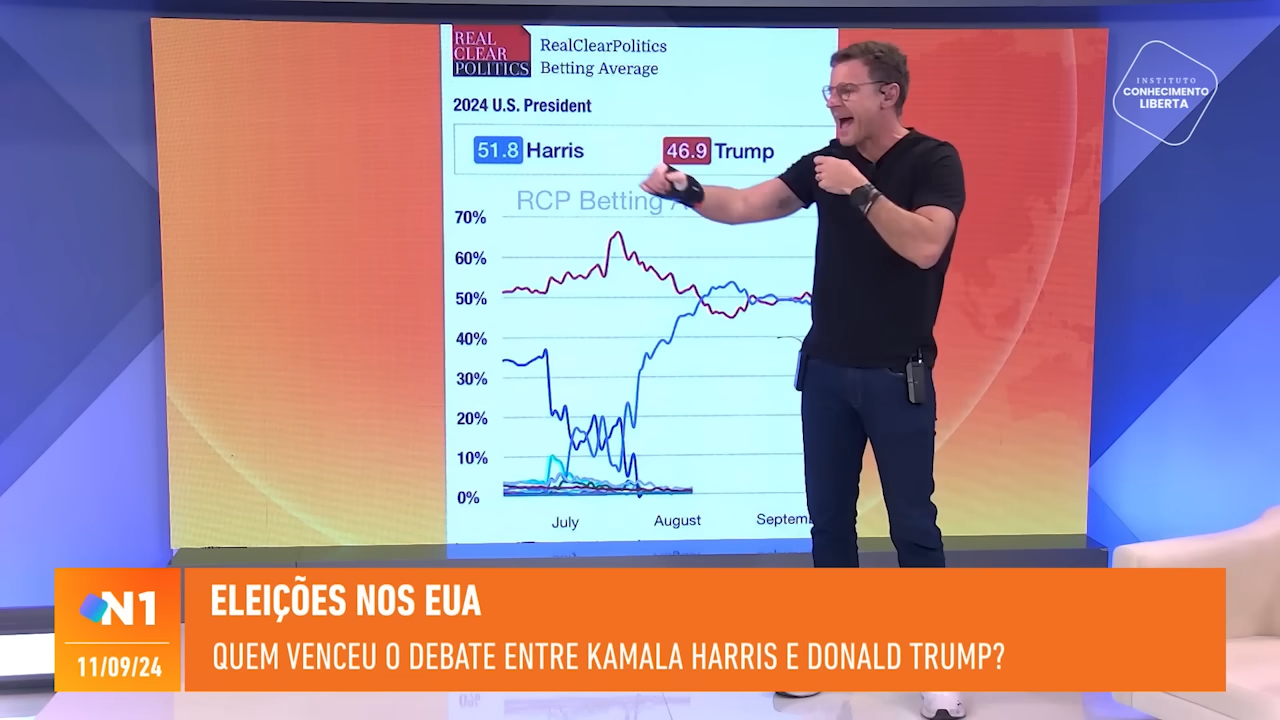 REAL
CLEAR
POLITICS
RealClearPolitics
Betting Average
2024 U.S. President
51.8 Harris
46.9 Trump
RCP Betting
70%
60%
50%
40%
30%
20%
10%
0%
July
August
Septem
INSTITUTO
CONHECIMENTO
LIBERTA
N1
11/09/24
ELEIÇÕES NOS EUA
QUEM VENCEU O DEBATE ENTRE KAMALA HARRIS E DONALD TRUMP?